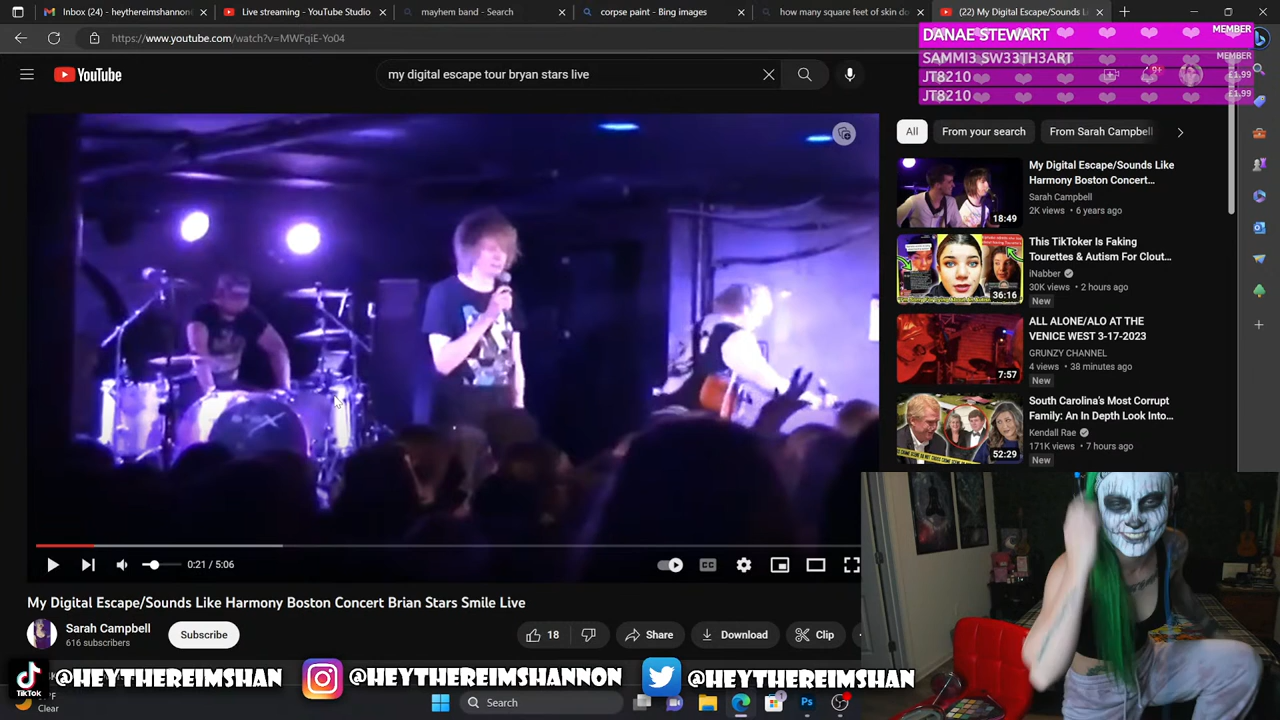 Inbox (24) - heythereimshannon(
Live streaming - YouTube Studio
mayhem band - Search
corpse paint - Bing images
how many square feet of skin do
(22) My Digital Escape/Sounds L
https://www.youtube.com/watch?v=MWFqiE-Yo04
DANAE STEWART MEMBER
SAMMI3 SW33TH3ART MEMBER
JT8210 £1.99
JT8210 £1.99
YouTube
my digital escape tour bryan stars live
9+
All
From your search
From Sarah Campbell
My Digital Escape/Sounds Like
Harmony Boston Concert...
Sarah Campbell
2K views • 6 years ago
18:49
This TikToker Is Faking
Tourettes & Autism For Clout...
iNabber
30K views • 2 hours ago
New
36:16
ALL ALONE/ALO AT THE
VENICE WEST 3-17-2023
GRUNZY CHANNEL
4 views • 38 minutes ago
New
7:57
South Carolina's Most Corrupt
Family: An In Depth Look Into...
Kendall Rae
171K views • 7 hours ago
New
52:29
0:21 / 5:06
CC
My Digital Escape/Sounds Like Harmony Boston Concert Brian Stars Smile Live
Sarah Campbell
616 subscribers
Subscribe
18
Share
Download
Clip
TikTok
@HEYTHEREIMSHAN
@HEYTHEREIMSHANNON
@HEYTHEREIMSHAN
Clear
Search
Ps